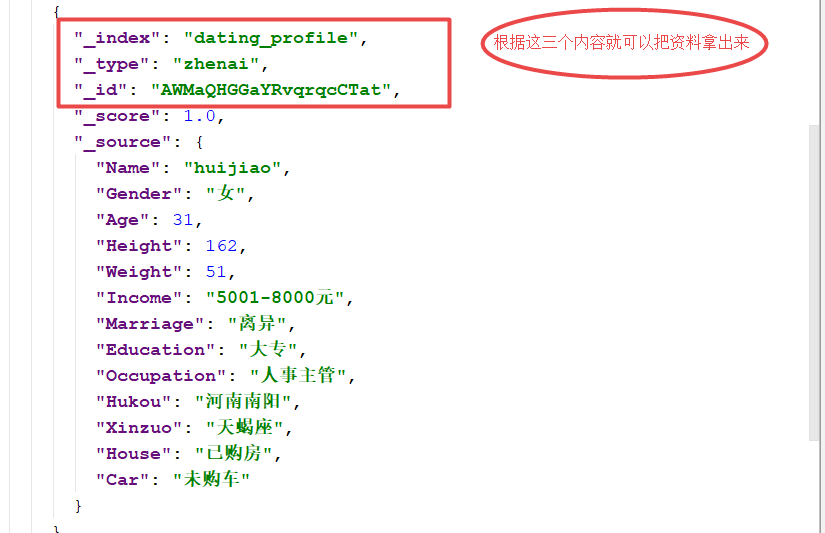 {
"_index": "dating_profile",
根据这三个内容就可以把资料拿出来
"_type": "zhenai",
"_id": "AWMaQHGGaYRvqrqcCTat",
"_score": 1.0,
"_source": {
"Name": "huijiao",
"Gender": "女",
"Age": 31,
"Height": 162,
"Weight": 51,
"Income": "5001-8000元",
"Marriage": "离异",
"Education": "大专",
"Occupation": "人事主管",
"Hukou": "河南南阳",
"Xinzuo": "天蝎座",
"House": "已购房",
"Car": "未购车"
}
}